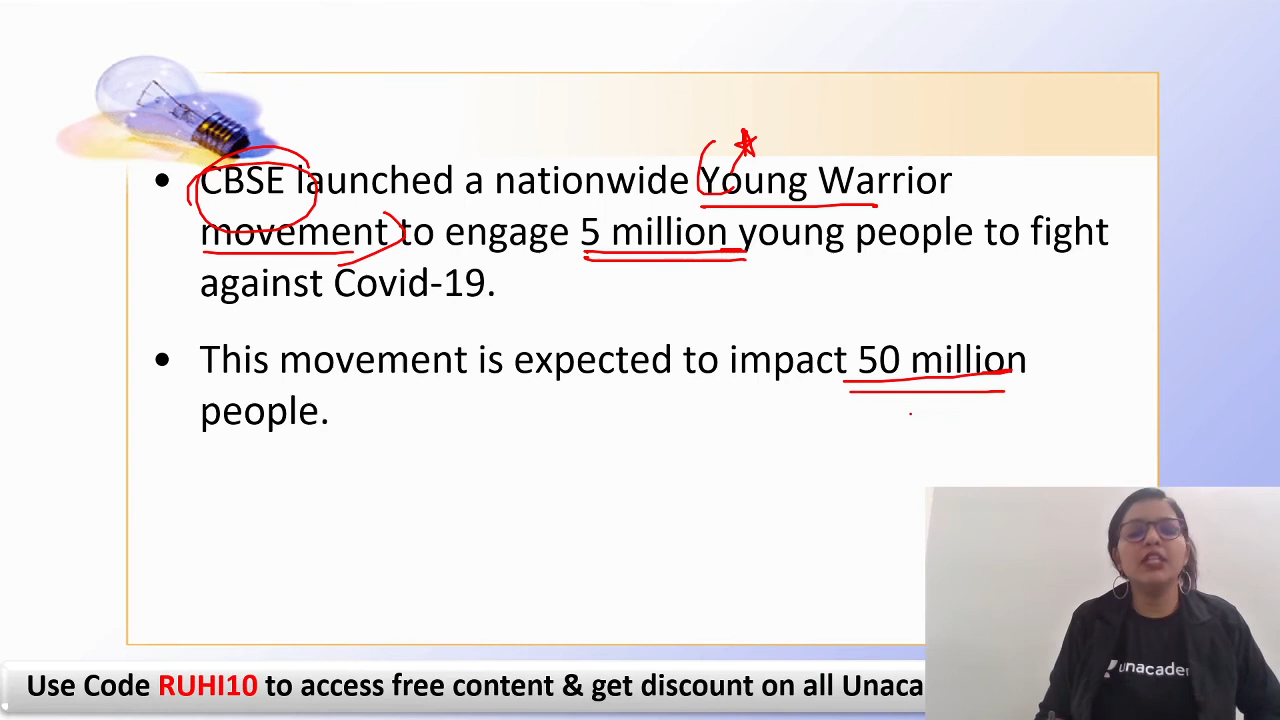 • CBSE launched a nationwide Young Warrior
movement to engage 5 million young people to fight
against Covid-19.
• This movement is expected to impact 50 million
people.
unacade
Use Code RUHI10 to access free content & get discount on all Unaca